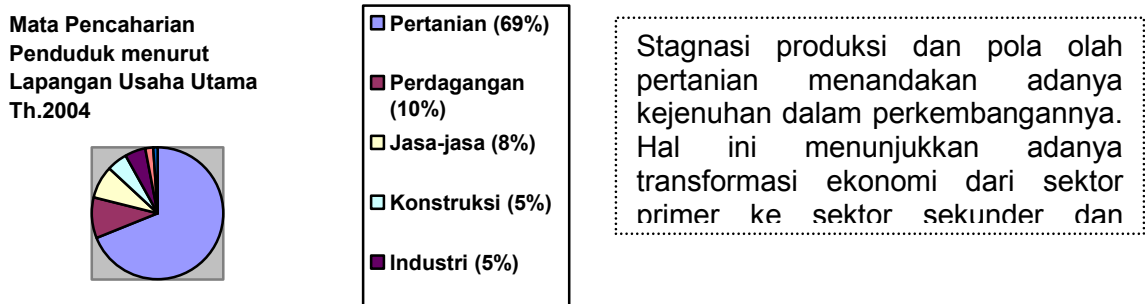 Mata Pencaharian
Penduduk menurut
Lapangan Usaha Utama
Th.2004
Pertanian (69%)
Perdagangan
(10%)
Jasa-jasa (8%)
Konstruksi (5%)
Industri (5%)
Stagnasi produksi dan pola olah
pertanian menandakan adanya
kejenuhan dalam perkembangannya.
Hal ini menunjukkan adanya
transformasi ekonomi dari sektor
primer ke sektor sekunder dan